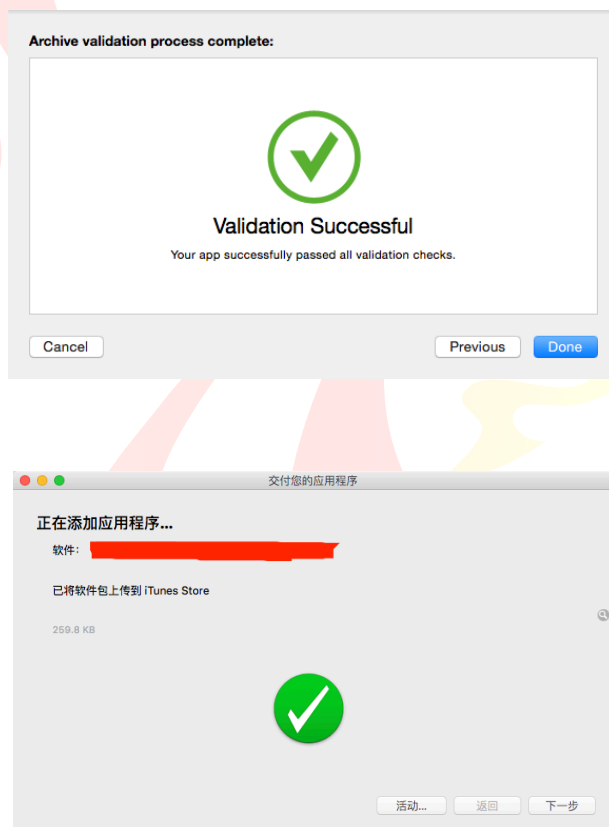 Archive validation process complete:
Validation Successful
Your app successfully passed all validation checks.
Cancel
Previous
Done
交付您的应用程序
正在添加应用程序...
软件:
已将软件包上传到 iTunes Store
259.8 KB
活动...
返回
下一步